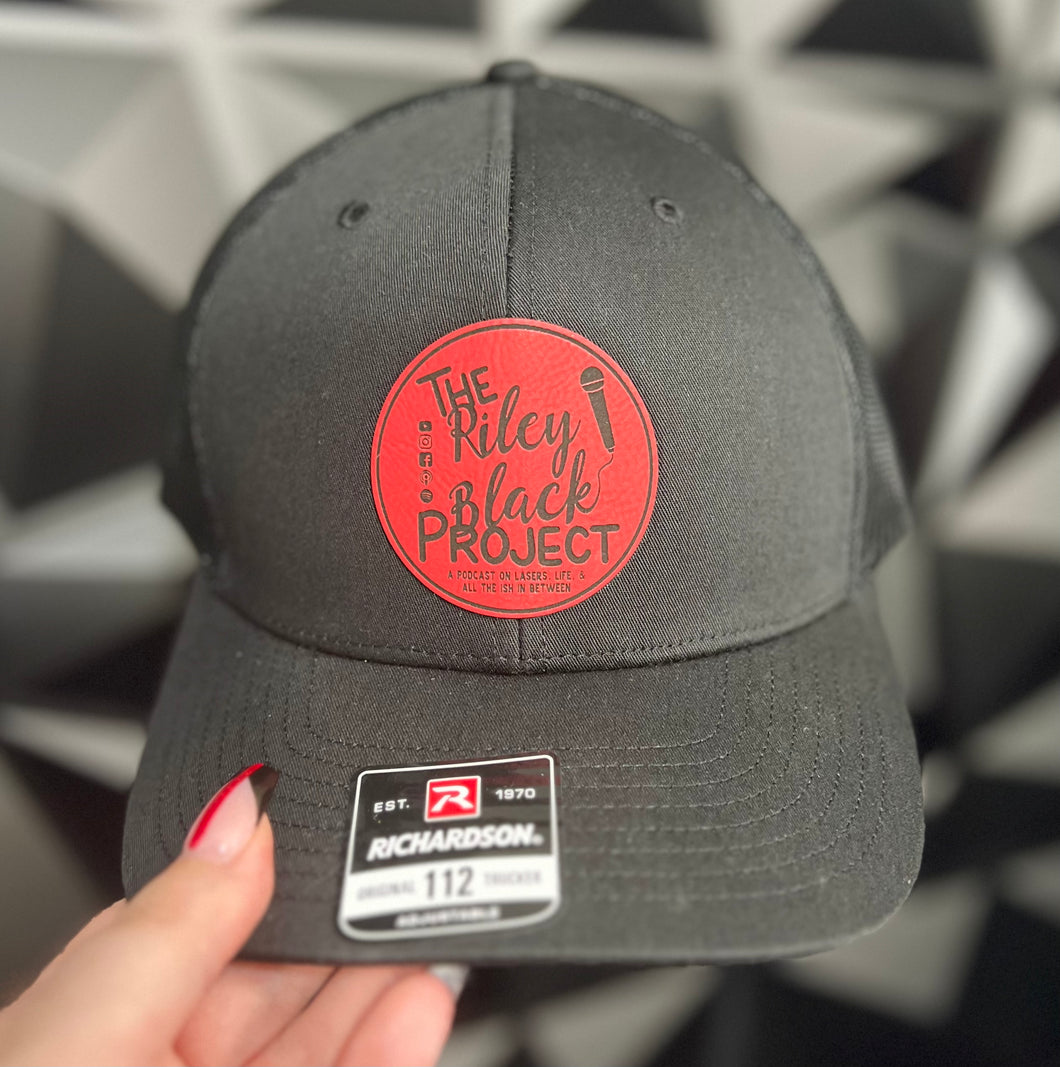 THE
Riley
Black
PROJECT
A PODCAST ON LASERS, LIFE, &
ALL THE ISH IN BETWEEN
EST. R 1970
RICHARDSON®
ORIGINAL 112 TRUCKER
ADJUSTABLE